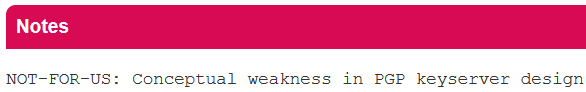 Notes
NOT-FOR-US: Conceptual weakness in PGP keyserver design